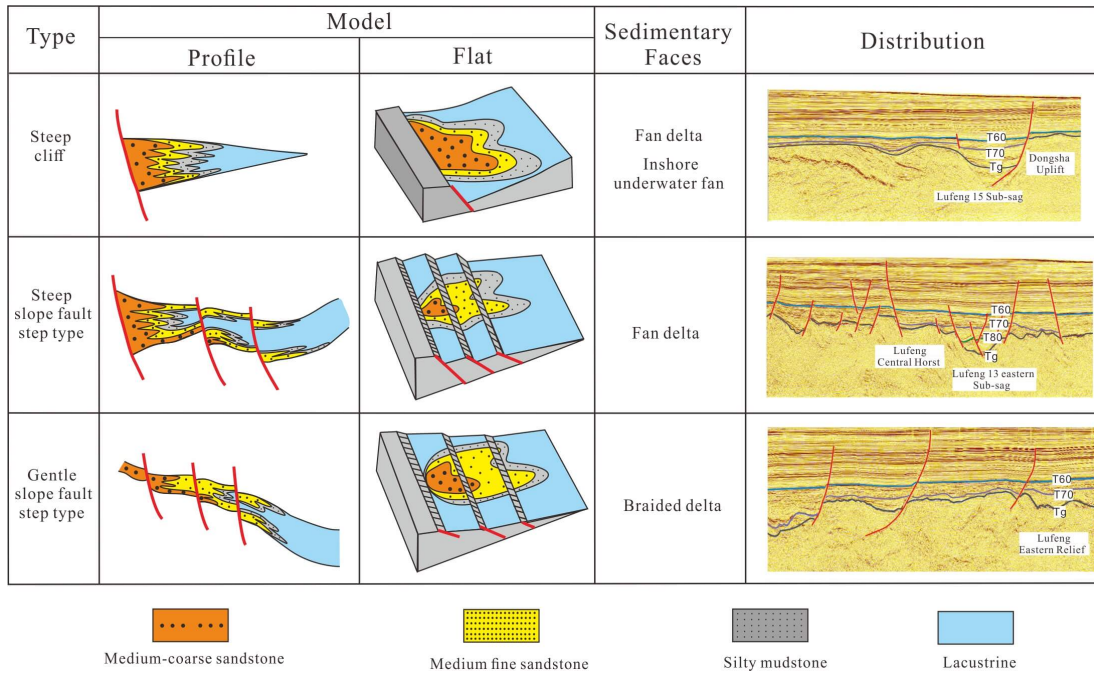 Type
Model
Profile
Flat
Sedimentary
Faces
Distribution
Steep
cliff
Fan delta
Inshore
underwater fan
T60
T70
Tg
Dongsha
Uplift
Lufeng 15 Sub-sag
Steep
slope fault
step type
Fan delta
T60
T70
T80
Tg
Lufeng
Central Horst
Lufeng 13 eastern
Sub-sag
Gentle
slope fault
step type
Braided delta
T60
T70
Tg
Lufeng
Eastern Relief
Medium-coarse sandstone
Medium fine sandstone
Silty mudstone
Lacustrine